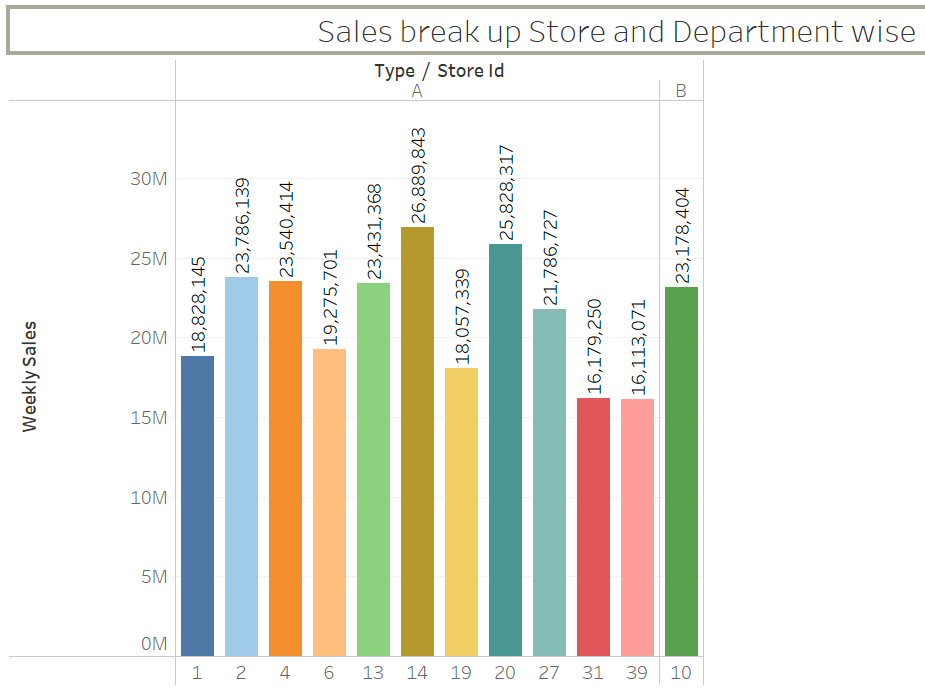 Sales break up Store and Department wise
Type / Store Id
A
B
Weekly Sales
30M
25M
20M
15M
10M
5M
0M
18,828,145
23,786,139
23,540,414
19,275,701
23,431,368
26,889,843
18,057,339
25,828,317
21,786,727
16,179,250
16,113,071
23,178,404
1 2 4 6 13 14 19 20 27 31 39 10